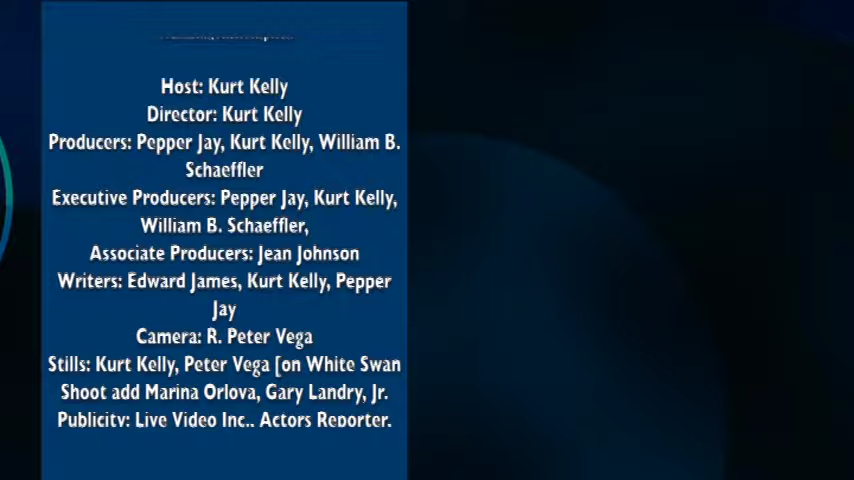 Host: Kurt Kelly
Director: Kurt Kelly
Producers: Pepper Jay, Kurt Kelly, William B.
Schaeffler
Executive Producers: Pepper Jay, Kurt Kelly,
William B. Schaeffler,
Associate Producers: Jean Johnson
Writers: Edward James, Kurt Kelly, Pepper
Jay
Camera: R. Peter Vega
Stills: Kurt Kelly, Peter Vega [on White Swan
Shoot add Marina Orlova, Gary Landry, Jr.
Publicity: Live Video Inc., Actors Reporter,